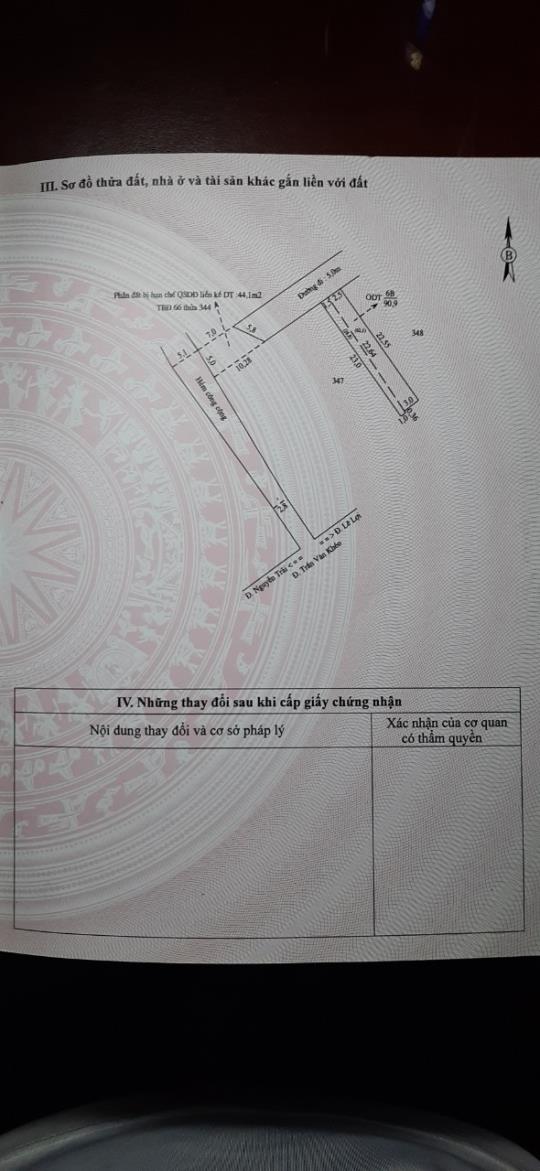 III. Sơ đồ thửa đất, nhà ở và tài sản khác gắn liền với đất
B
Đường đi - 5,0m
Phần đất bị hạn chế QSDĐ liền kề DT :44,1m2
TBĐ 66 thửa 344
ODT 6B
90,9
348
347
7,0
5,8
5,1
5,0
10,28
2,5
22,55
22,64
23,0
3,0
0,36
1,0
Hẻm công cộng
2,8
= = > Đ. Lê Lợi
Đ. Nguyễn Trãi < = =
Đ. Trần Văn Khéo
IV. Những thay đổi sau khi cấp giấy chứng nhận
Nội dung thay đổi và cơ sở pháp lý
Xác nhận của cơ quan
có thẩm quyền